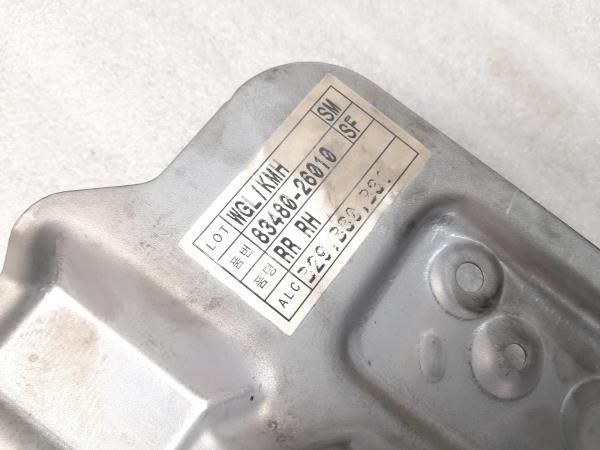 LOT WGL/KMH SM
품번 83480-26010 SF
품명 RR RH
ALC